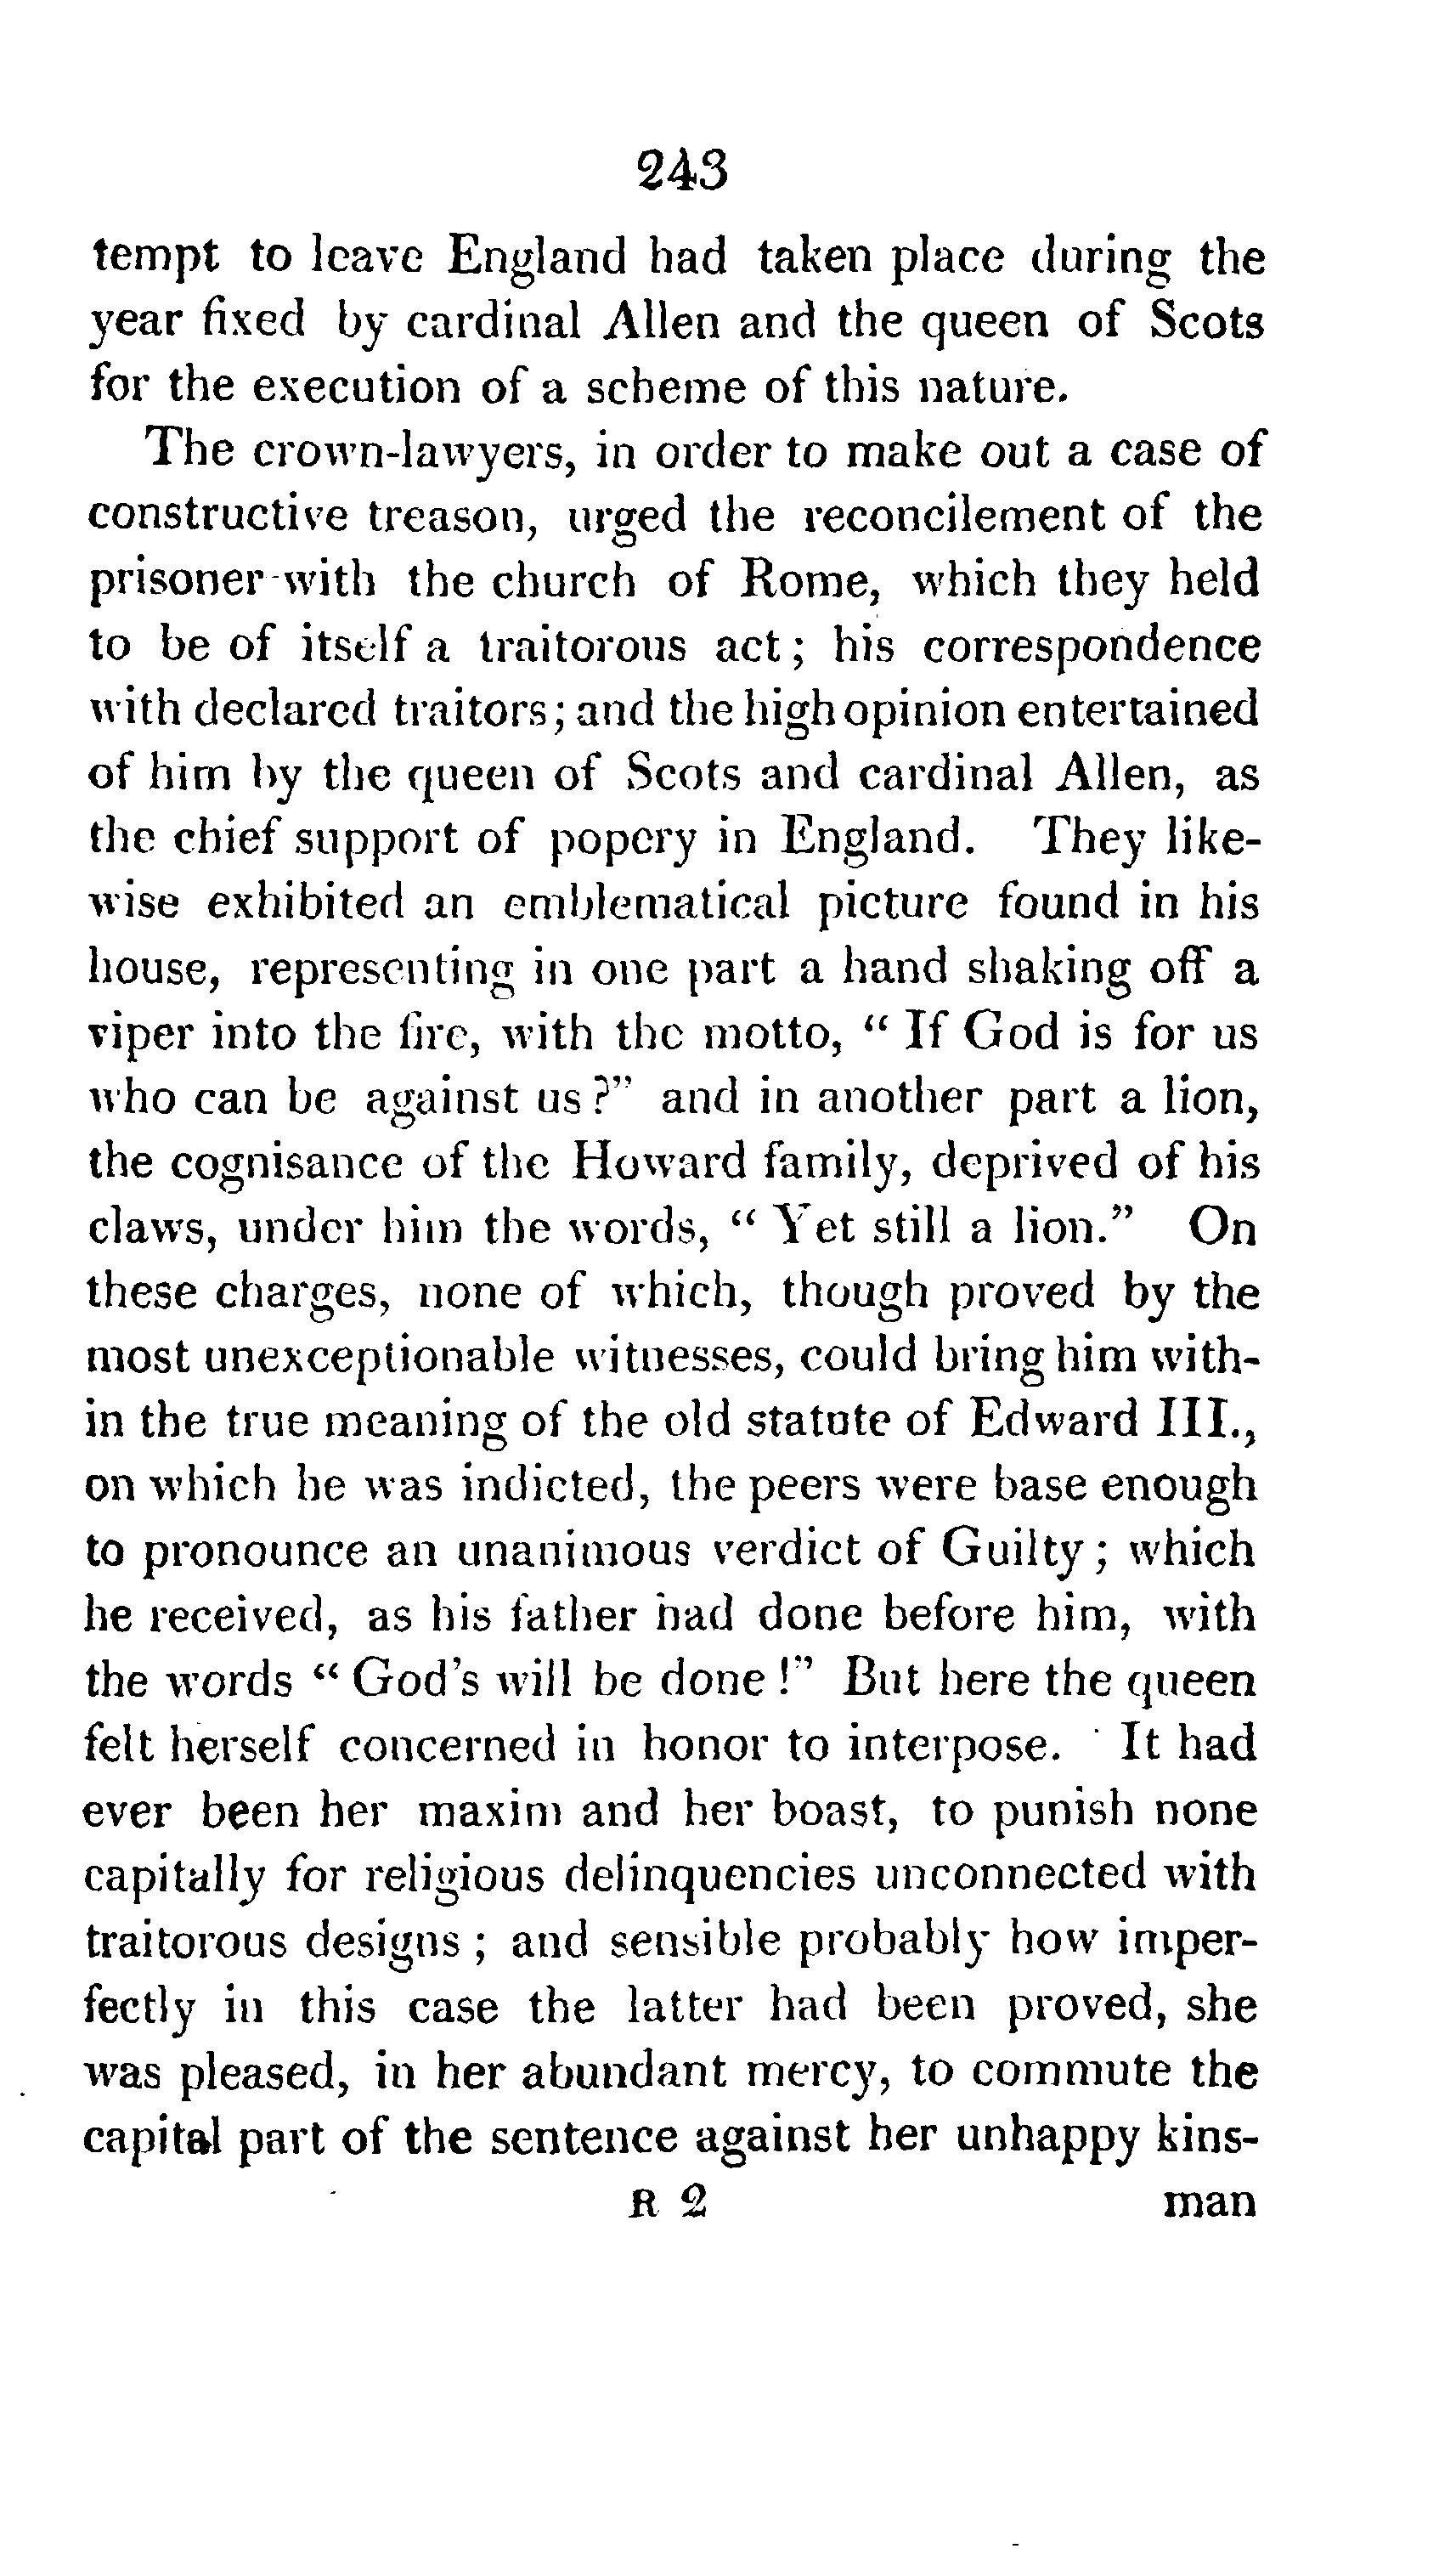 243
tempt to leave England had taken place during the
year fixed by cardinal Allen and the queen of Scots
for the execution of a scheme of this nature.
The crown-lawyers, in order to make out a case of
constructive treason, urged the reconcilement of the
prisoner with the church of Rome, which they held
to be of itself a traitorous act; his correspondence
with declared traitors; and the high opinion entertained
of him by the queen of Scots and cardinal Allen, as
the chief support of popery in England. They like-
wise exhibited an emblematical picture found in his
house, representing in one part a hand shaking off a
viper into the fire, with the motto, “ If God is for us
who can be against us ?” and in another part a lion,
the cognisance of the Howard family, deprived of his
claws, under him the words, “ Yet still a lion.” On
these charges, none of which, though proved by the
most unexceptionable witnesses, could bring him with-
in the true meaning of the old statute of Edward III.,
on which he was indicted, the peers were base enough
to pronounce an unanimous verdict of Guilty; which
he received, as his father had done before him, with
the words “ God's will be done !” But here the queen
felt herself concerned in honor to interpose. It had
ever been her maxim and her boast, to punish none
capitally for religious delinquencies unconnected with
traitorous designs; and sensible probably how imper-
fectly in this case the latter had been proved, she
was pleased, in her abundant mercy, to commute the
capital part of the sentence against her unhappy kins-
R 2 man